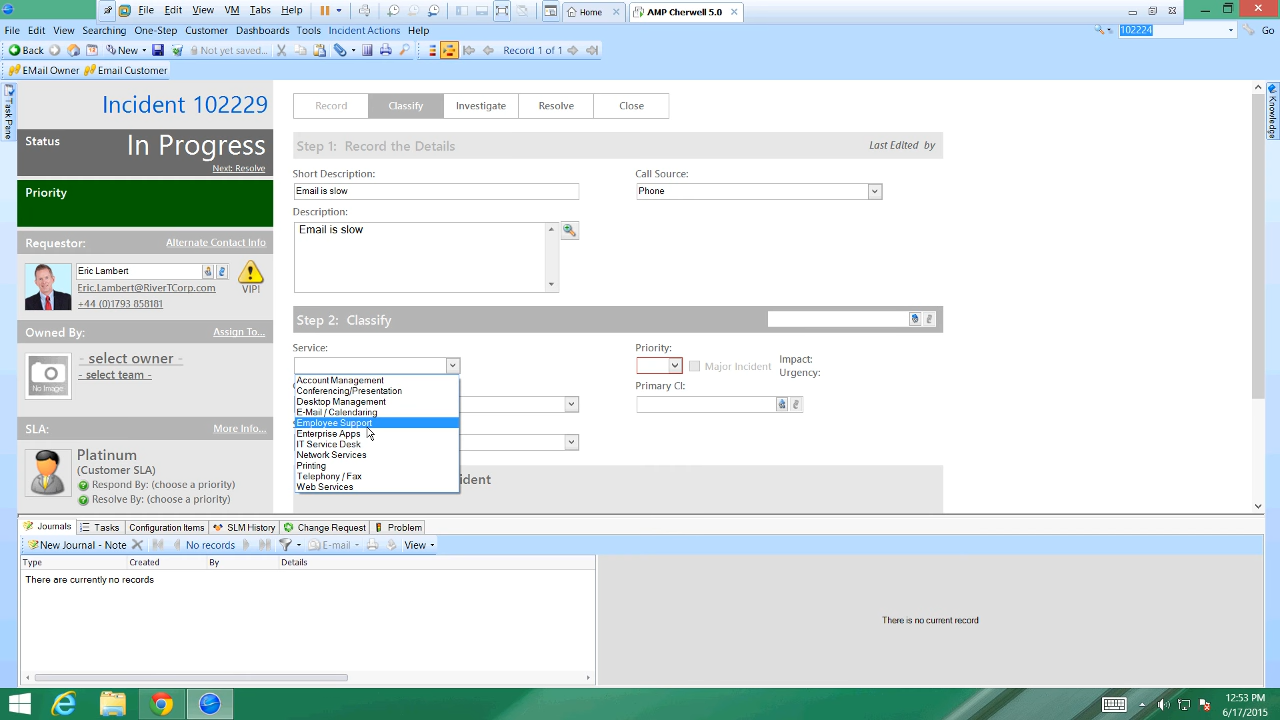 File Edit View VM Tabs Help Home AMP Cherwell 5.0
File Edit View Searching One-Step Customer Dashboards Tools Incident Actions Help 102224 Go
Back New Not yet saved... Record 1 of 1
EMail Owner Email Customer
Task Pane
Knowledge
Incident 102229
Record Classify Investigate Resolve Close
Status
In Progress
Next: Resolve
Step 1: Record the Details Last Edited by
Short Description: Call Source:
Email is slow Phone
Priority
Description:
Email is slow
Requestor: Alternate Contact Info
Eric Lambert
Eric.Lambert@RiverTCorp.com
+44 (0)1793 858181
VIP!
Step 2: Classify
Owned By: Assign To...
- select owner -
- select team -
No Image
Service: Priority:
Major Incident
Impact:
Urgency:
Primary CI:
Account Management
Conferencing/Presentation
Desktop Management
E-Mail / Calendaring
Employee Support
Enterprise Apps
IT Service Desk
Network Services
Printing
Telephony / Fax
Web Services
ident
SLA: More Info...
Platinum
(Customer SLA)
Respond By: (choose a priority)
Resolve By: (choose a priority)
Journals Tasks Configuration Items SLM History Change Request Problem
New Journal - Note No records E-mail View
Type Created By Details
There are currently no records
There is no current record
12:53 PM
6/17/2015